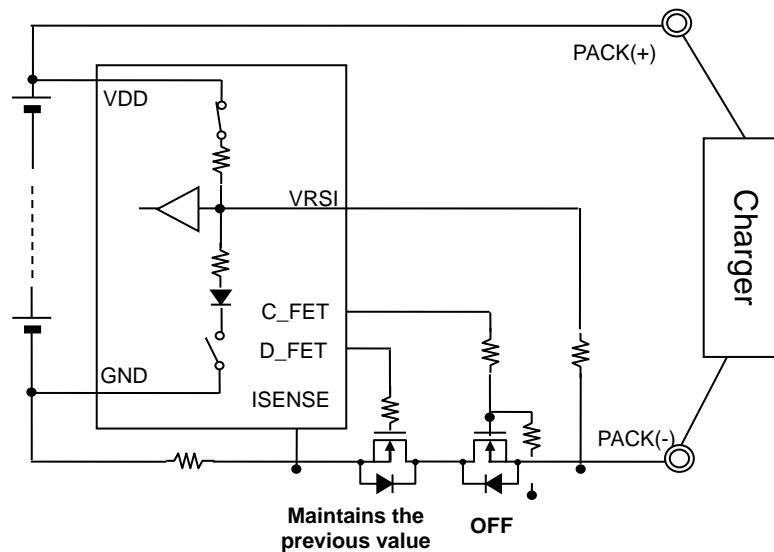 PACK(+)
VDD
VRSI
Charger
C_FET
D_FET
GND
ISENSE
PACK(-)
Maintains the
previous value
OFF